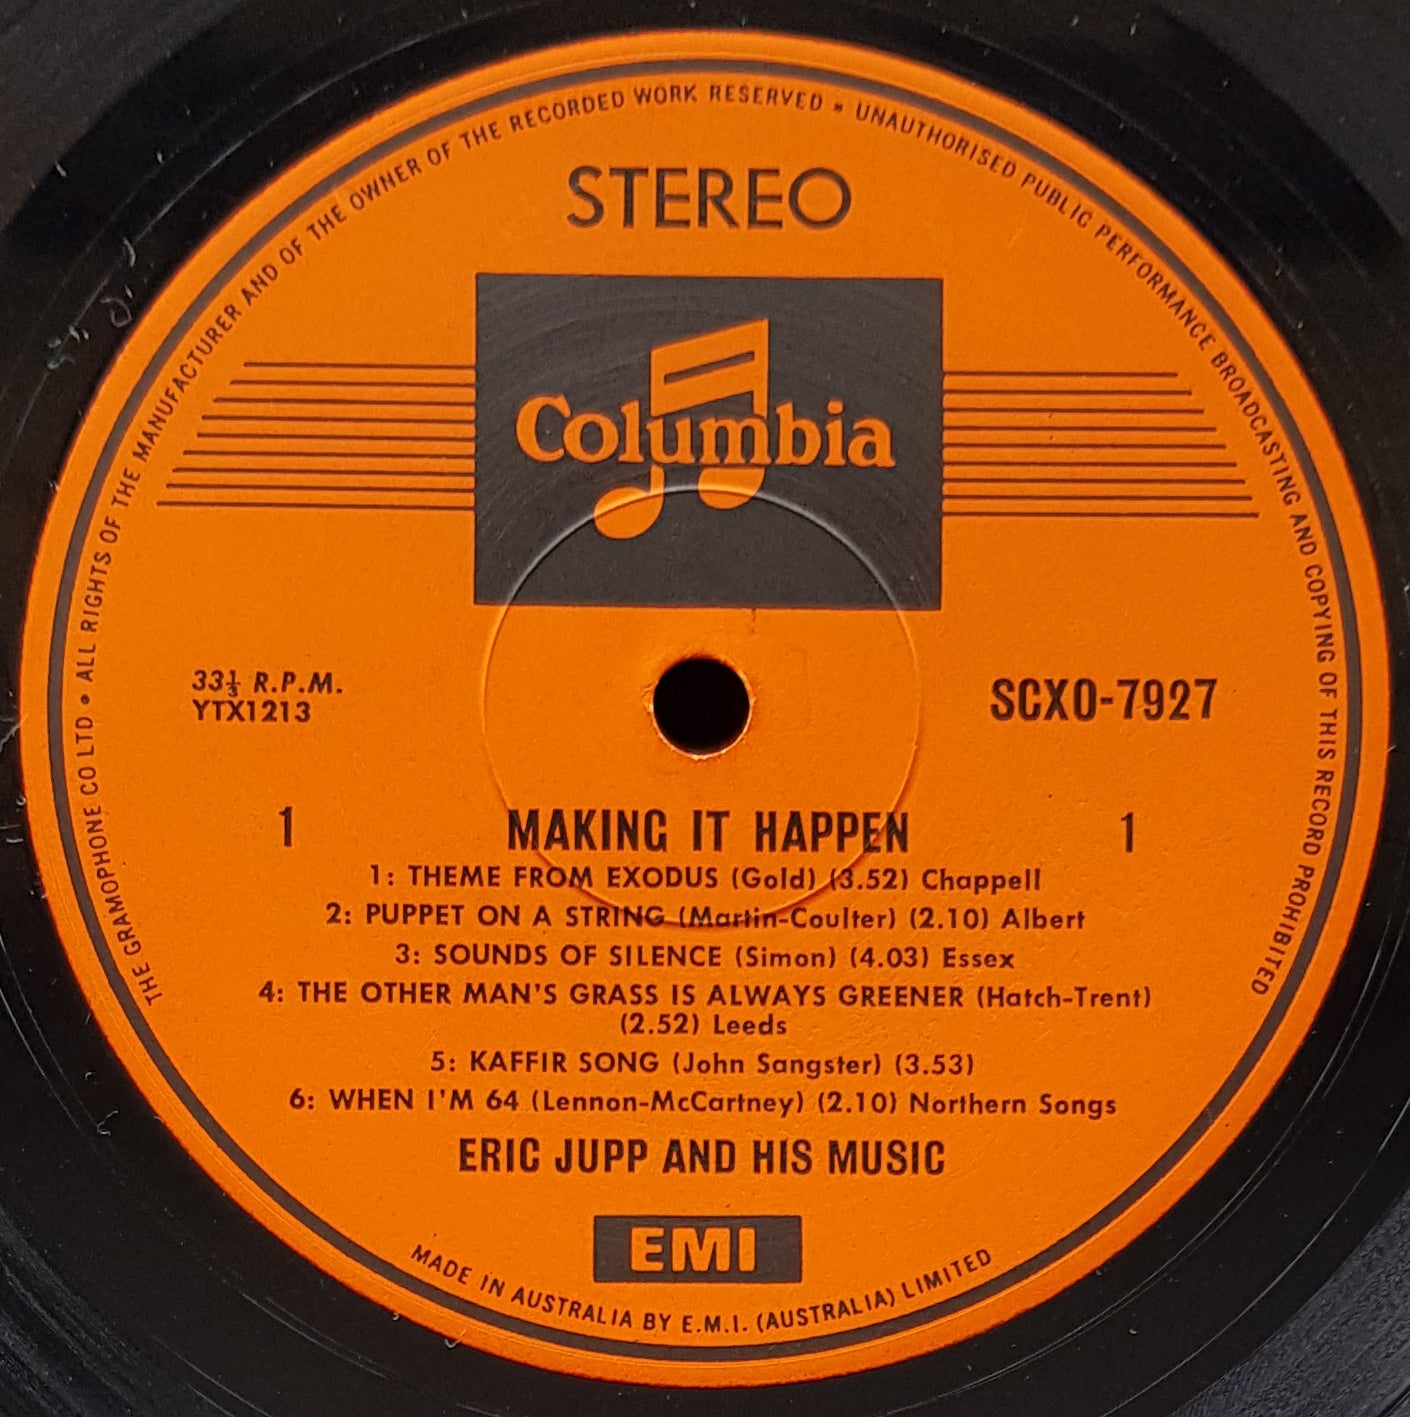 THE GRAMOPHONE CO LTD • ALL RIGHTS OF THE MANUFACTURER AND OF THE OWNER OF THE RECORDED WORK RESERVED • UNAUTHORISED PUBLIC PERFORMANCE BROADCASTING AND COPYING OF THIS RECORD PROHIBITED
STEREO
Columbia
33⅓ R.P.M.
YTX1213
SCXO-7927
1 MAKING IT HAPPEN 1
1: THEME FROM EXODUS (Gold) (3.52) Chappell
2: PUPPET ON A STRING (Martin-Coulter) (2.10) Albert
3: SOUNDS OF SILENCE (Simon) (4.03) Essex
4: THE OTHER MAN'S GRASS IS ALWAYS GREENER (Hatch-Trent)
(2.52) Leeds
5: KAFFIR SONG (John Sangster) (3.53)
6: WHEN I'M 64 (Lennon-McCartney) (2.10) Northern Songs
ERIC JUPP AND HIS MUSIC
EMI
MADE IN AUSTRALIA BY E.M.I. (AUSTRALIA) LIMITED